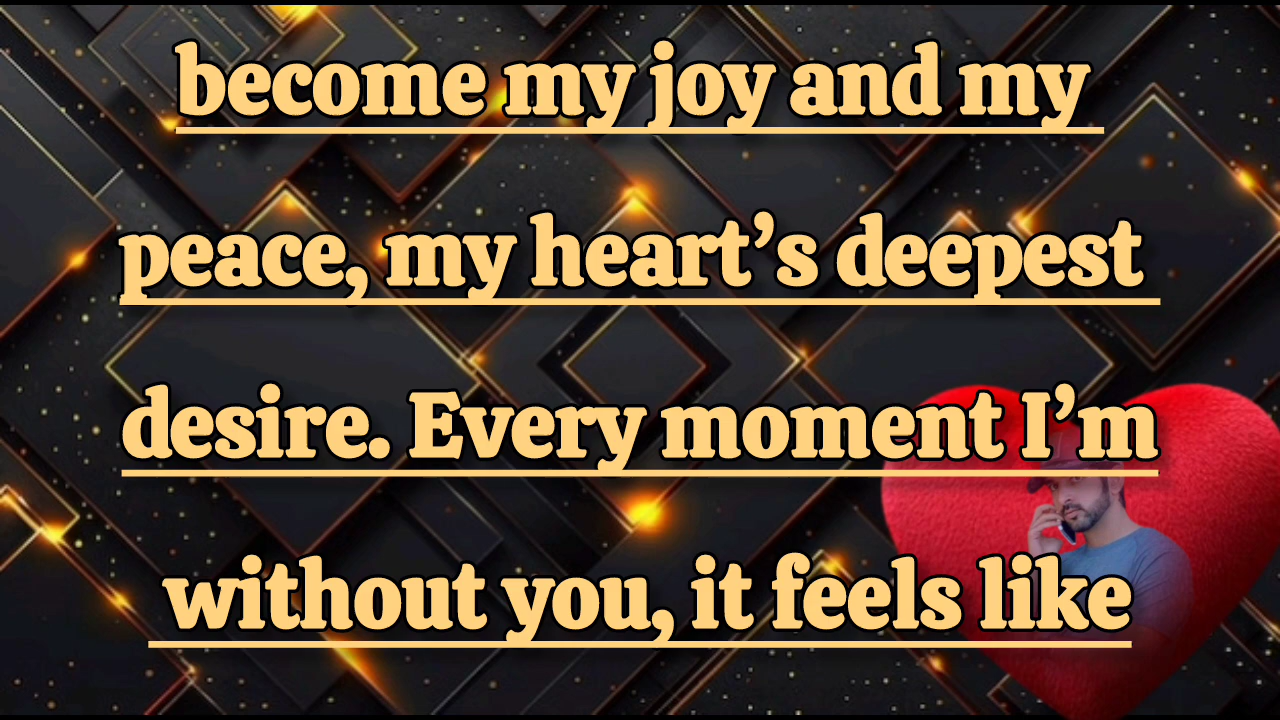 become my joy and my
peace, my heart’s deepest
desire. Every moment I’m
without you, it feels like